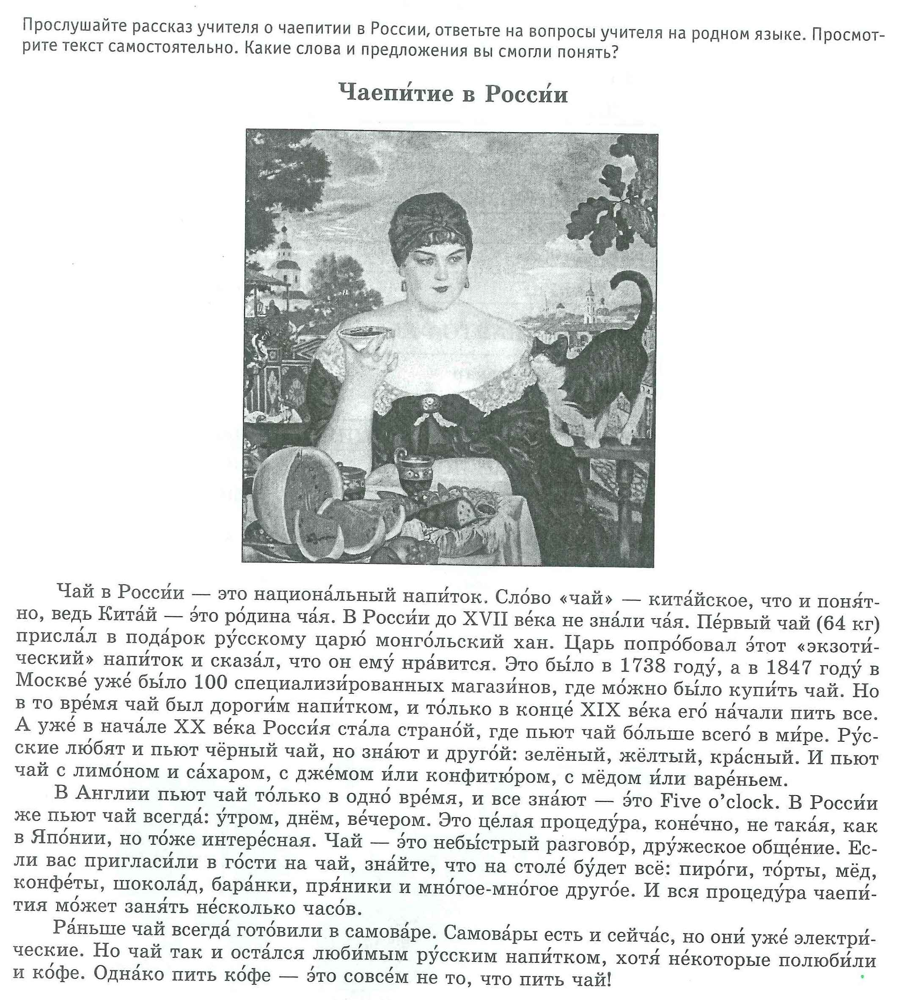 Прослушайте рассказ учителя о чаепитии в России, ответьте на вопросы учителя на родном языке. Просмот-
рите текст самостоятельно. Какие слова и предложения вы смогли понять?
Чаепи́тие в Росси́и
Чай в Росси́и — это национа́льный напи́ток. Сло́во «чай» — кита́йское, что и поня́т-
но, ведь Кита́й — э́то ро́дина ча́я. В Росси́и до XVII ве́ка не зна́ли ча́я. Пе́рвый чай (64 кг)
присла́л в пода́рок ру́сскому царю́ монго́льский хан. Царь попро́бовал э́тот «экзоти́-
ческий» напи́ток и сказа́л, что он ему́ нра́вится. Это бы́ло в 1738 году́, а в 1847 году́ в
Москве́ уже́ бы́ло 100 специализи́рованных магази́нов, где мо́жно бы́ло купи́ть чай. Но
в то вре́мя чай был дороги́м напи́тком, и то́лько в конце́ XIX ве́ка его́ на́чали пить все.
А уже́ в нача́ле XX ве́ка Росси́я ста́ла страно́й, где пьют чай бо́льше всего́ в ми́ре. Ру́с-
ские лю́бят и пьют чёрный чай, но зна́ют и друго́й: зелёный, жёлтый, кра́сный. И пьют
чай с лимо́ном и са́харом, с дже́мом и́ли конфитю́ром, с мёдом и́ли варе́ньем.
В Англии пьют чай то́лько в одно́ вре́мя, и все зна́ют — э́то Five o’clock. В Росси́и
же пьют чай всегда́: у́тром, днём, ве́чером. Это це́лая процеду́ра, коне́чно, не така́я, как
в Япо́нии, но то́же интере́сная. Чай — э́то небы́стрый разгово́р, дру́жеское обще́ние. Ес-
ли вас пригласи́ли в го́сти на чай, зна́йте, что на столе́ бу́дет всё: пиро́ги, то́рты, мёд,
конфе́ты, шокола́д, бара́нки, пря́ники и мно́гое-мно́гое друго́е. И вся процеду́ра чаепи́-
тия мо́жет заня́ть не́сколько часо́в.
Ра́ньше чай всегда́ гото́вили в самова́ре. Самова́ры есть и сейча́с, но они́ уже́ электри́-
ческие. Но чай так и оста́лся люби́мым ру́сским напи́тком, хотя́ не́которые полюби́ли
и ко́фе. Одна́ко пить ко́фе — э́то совсе́м не то, что пить чай!